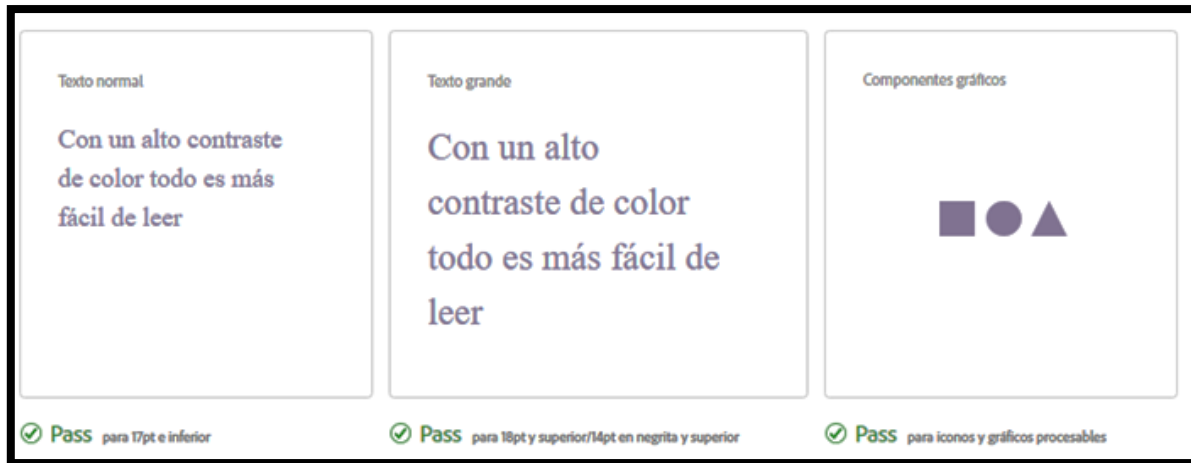 Texto normal
Con un alto contraste
de color todo es más
fácil de leer
Pass para 17pt e inferior
Texto grande
Con un alto
contraste de color
todo es más fácil de
leer
Pass para 18pt y superior/14pt en negrita y superior
Componentes gráficos
Pass para iconos y gráficos procesables